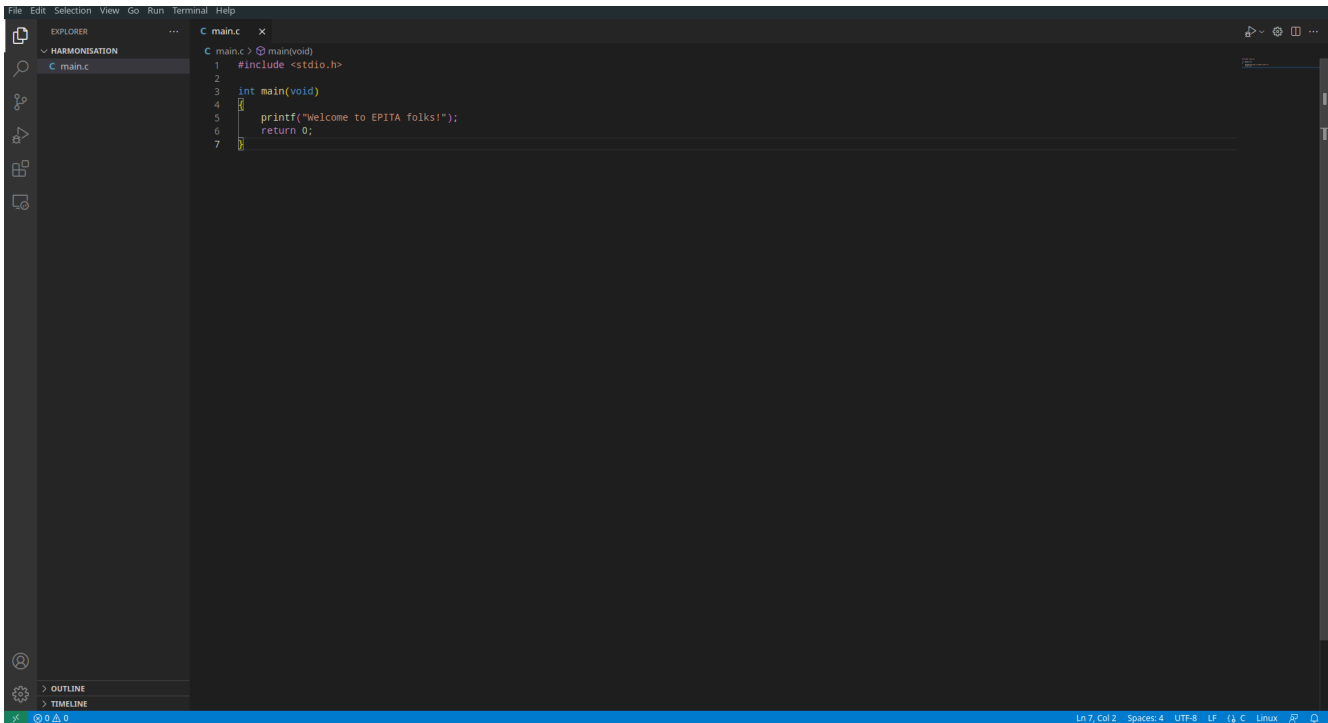 File Edit Selection View Go Run Terminal Help
EXPLORER
HARMONISATION
C main.c
OUTLINE
TIMELINE
C main.c
C main.c > main(void)
1 #include <stdio.h>
2
3 int main(void)
4 {
5 printf("Welcome to EPITA folks!");
6 return 0;
7 }
0 0 Ln 7, Col 2 Spaces: 4 UTF-8 LF C Linux